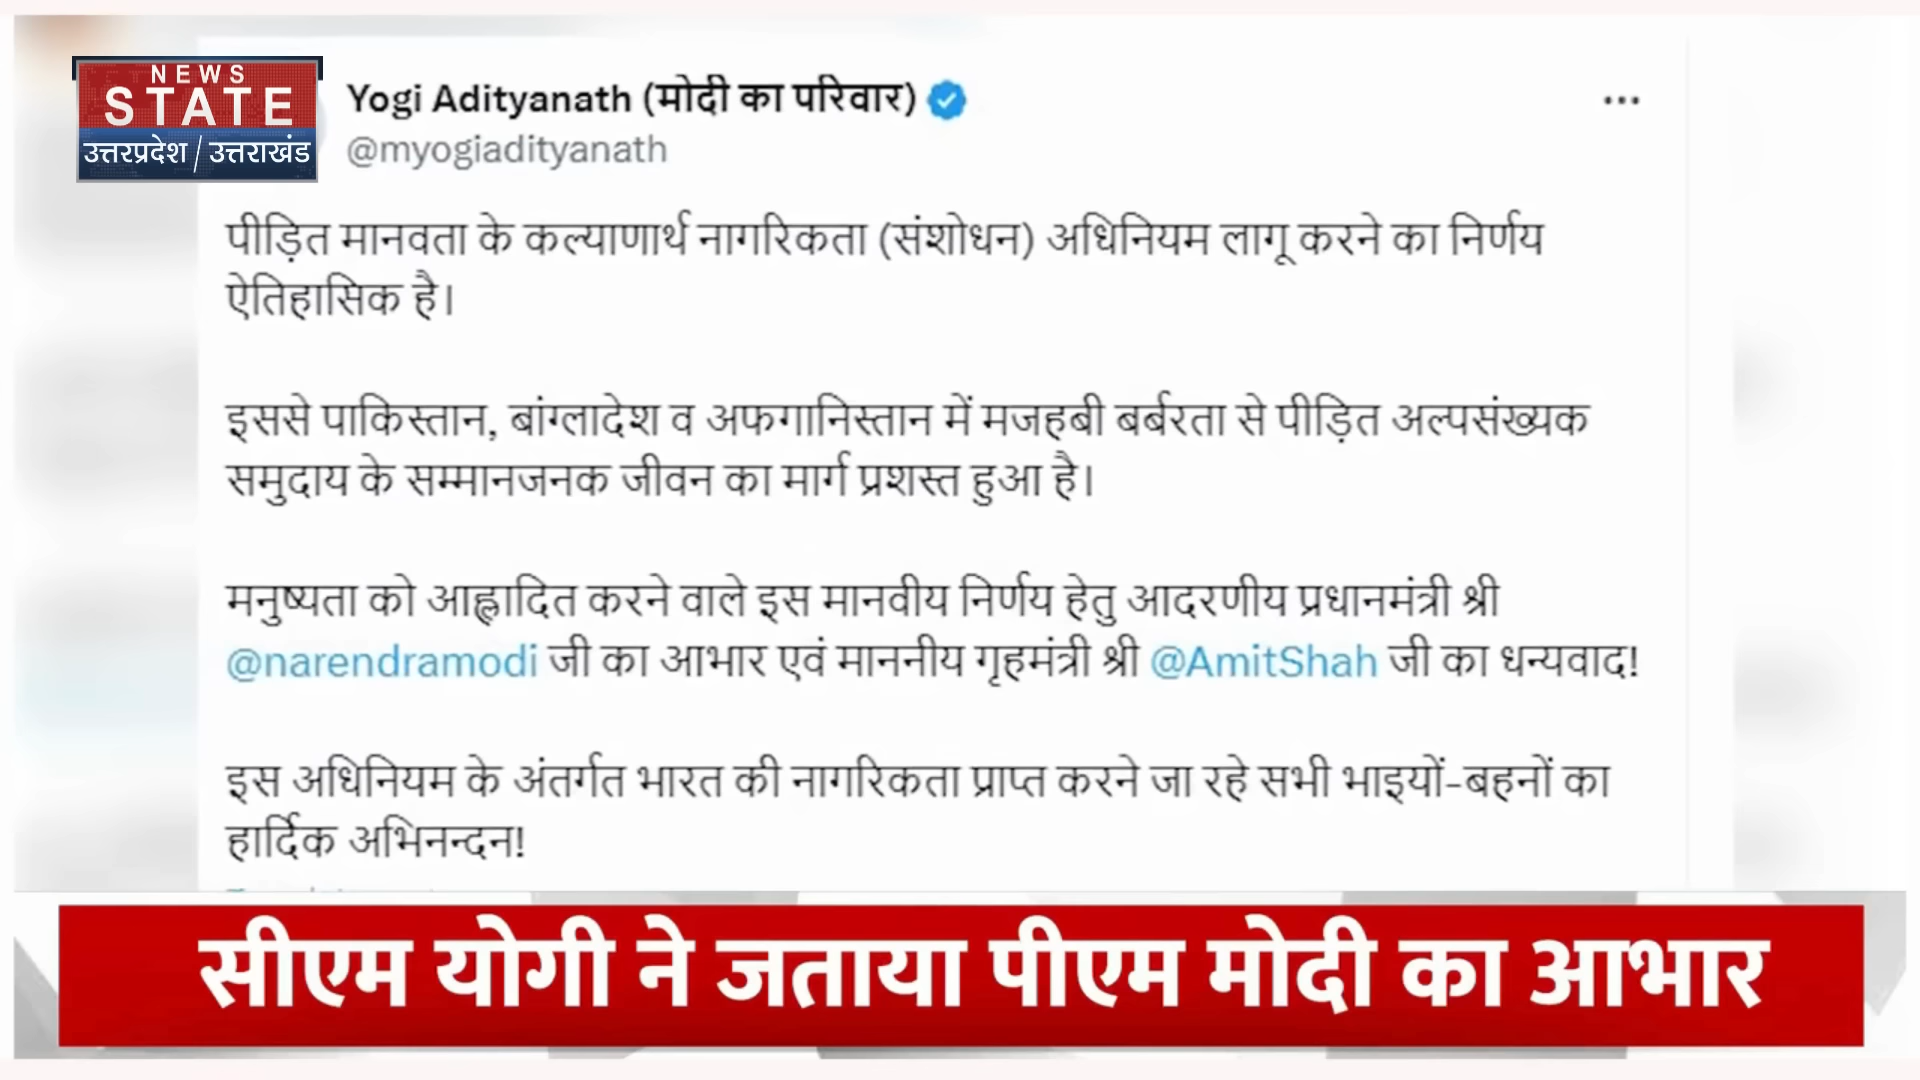 NEWS
STATE
उत्तरप्रदेश / उत्तराखंड
Yogi Adityanath (मोदी का परिवार)
@myogiadityanath
पीड़ित मानवता के कल्याणार्थ नागरिकता (संशोधन) अधिनियम लागू करने का निर्णय
ऐतिहासिक है।
इससे पाकिस्तान, बांग्लादेश व अफगानिस्तान में मजहबी बर्बरता से पीड़ित अल्पसंख्यक
समुदाय के सम्मानजनक जीवन का मार्ग प्रशस्त हुआ है।
मनुष्यता को आह्लादित करने वाले इस मानवीय निर्णय हेतु आदरणीय प्रधानमंत्री श्री
@narendramodi जी का आभार एवं माननीय गृहमंत्री श्री @AmitShah जी का धन्यवाद!
इस अधिनियम के अंतर्गत भारत की नागरिकता प्राप्त करने जा रहे सभी भाइयों-बहनों का
हार्दिक अभिनन्दन!
सीएम योगी ने जताया पीएम मोदी का आभार